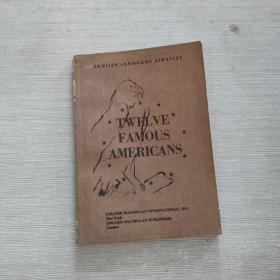 ENGLISH LANGUAGE SERVICES
TWELVE
FAMOUS
AMERICANS
COLLIER-MACMILLAN INTERNATIONAL, INC.
New York
COLLIER-MACMILLAN PUBLISHERS
London